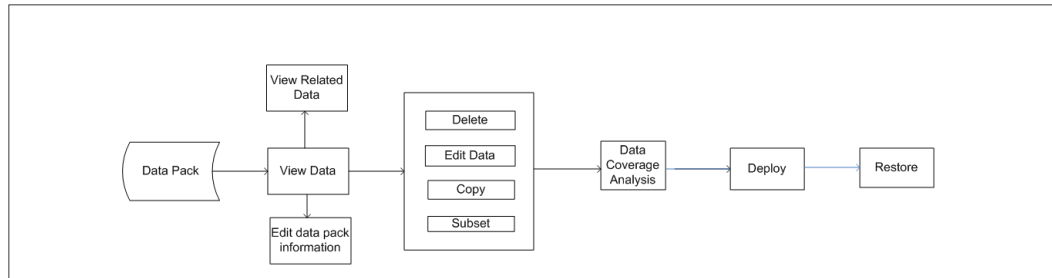 View Related
Data
Data Pack
View Data
Edit data pack
information
Delete
Edit Data
Copy
Subset
Data
Coverage
Analysis
Deploy
Restore